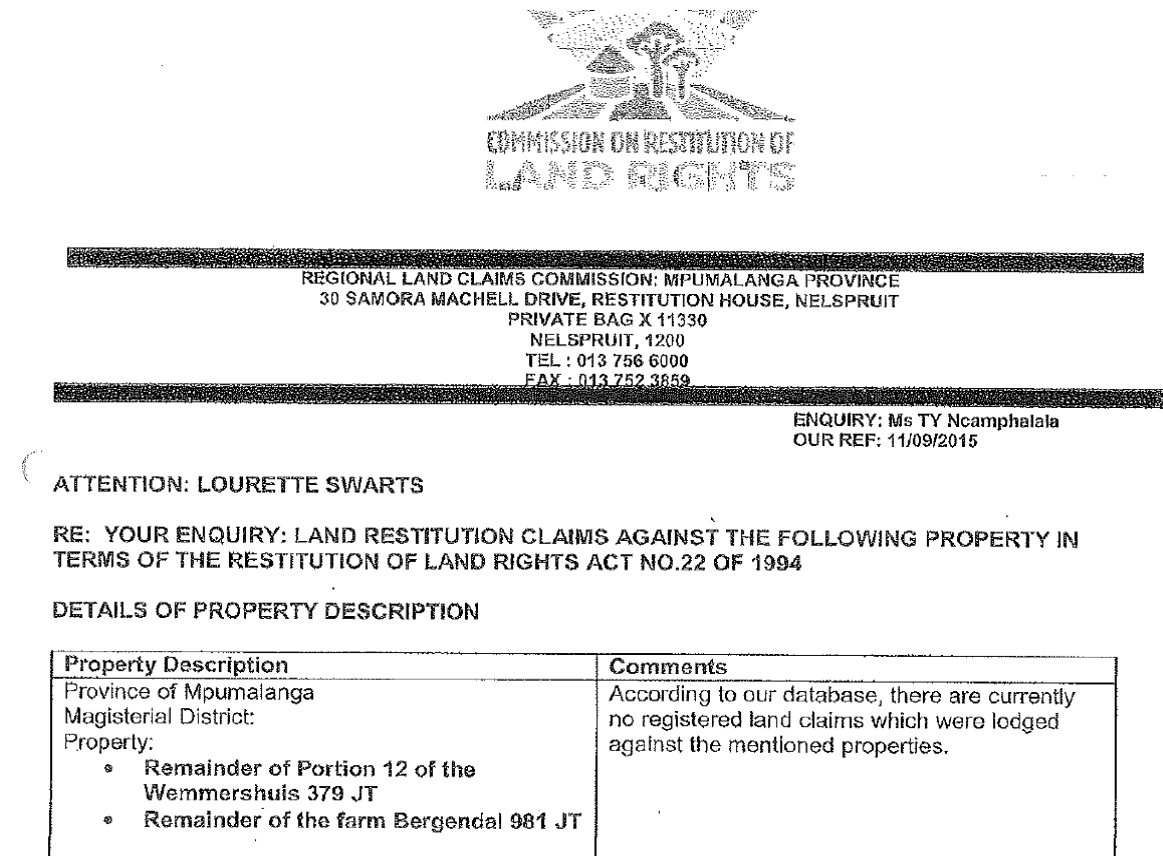 COMMISSION ON RESTITUTION OF
LAND RIGHTS
REGIONAL LAND CLAIMS COMMISSION: MPUMALANGA PROVINCE
30 SAMORA MACHELL DRIVE, RESTITUTION HOUSE, NELSPRUIT
PRIVATE BAG X 11330
NELSPRUIT, 1200
TEL : 013 756 6000
FAX : 013 752 3859
ENQUIRY: Ms TY Ncamphalala
OUR REF: 11/09/2015
ATTENTION: LOURETTE SWARTS
RE: YOUR ENQUIRY: LAND RESTITUTION CLAIMS AGAINST THE FOLLOWING PROPERTY IN
TERMS OF THE RESTITUTION OF LAND RIGHTS ACT NO.22 OF 1994
DETAILS OF PROPERTY DESCRIPTION
Property Description
Province of Mpumalanga
Magisterial District:
Property:
• Remainder of Portion 12 of the
Wemmershuis 379 JT
• Remainder of the farm Bergendal 981 JT
Comments
According to our database, there are currently
no registered land claims which were lodged
against the mentioned properties.